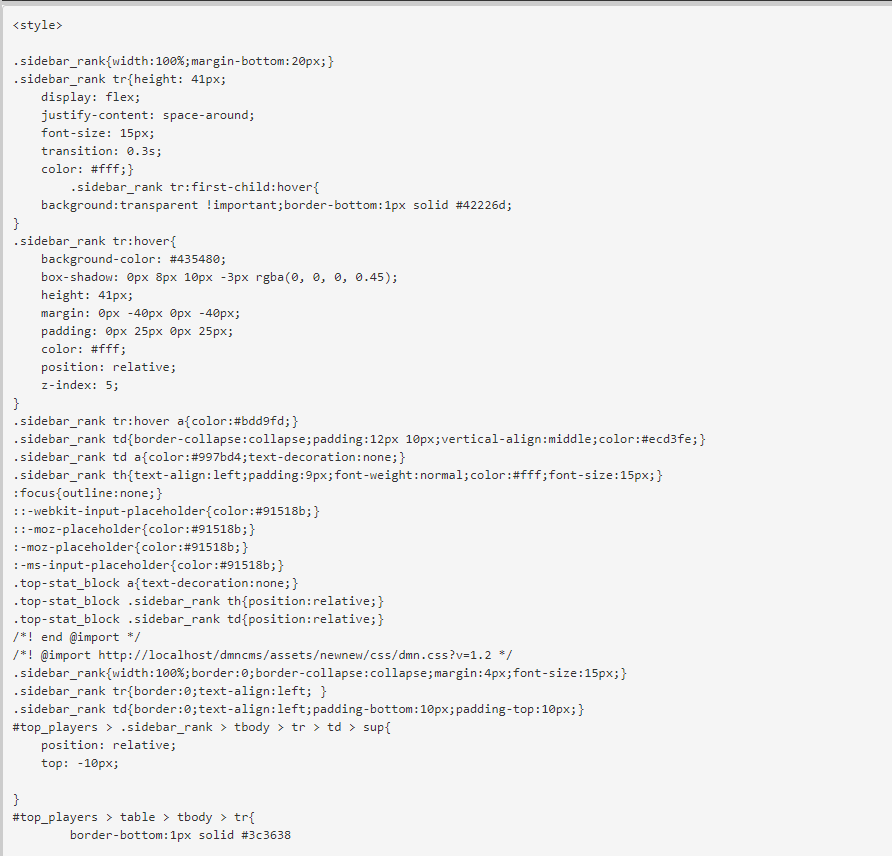 <style>
.sidebar_rank{width:100%;margin-bottom:20px;}
.sidebar_rank tr{height: 41px;
    display: flex;
    justify-content: space-around;
    font-size: 15px;
    transition: 0.3s;
    color: #fff;}
        .sidebar_rank tr:first-child:hover{
    background:transparent !important;border-bottom:1px solid #42226d;
}
.sidebar_rank tr:hover{
    background-color: #435480;
    box-shadow: 0px 8px 10px -3px rgba(0, 0, 0, 0.45);
    height: 41px;
    margin: 0px -40px 0px -40px;
    padding: 0px 25px 0px 25px;
    color: #fff;
    position: relative;
    z-index: 5;
}
.sidebar_rank tr:hover a{color:#bdd9fd;}
.sidebar_rank td{border-collapse:collapse;padding:12px 10px;vertical-align:middle;color:#ecd3fe;}
.sidebar_rank td a{color:#997bd4;text-decoration:none;}
.sidebar_rank th{text-align:left;padding:9px;font-weight:normal;color:#fff;font-size:15px;}
:focus{outline:none;}
::-webkit-input-placeholder{color:#91518b;}
::-moz-placeholder{color:#91518b;}
:-moz-placeholder{color:#91518b;}
:-ms-input-placeholder{color:#91518b;}
.top-stat_block a{text-decoration:none;}
.top-stat_block .sidebar_rank th{position:relative;}
.top-stat_block .sidebar_rank td{position:relative;}
/*! end @import */
/*! @import http://localhost/dmncms/assets/newnew/css/dmn.css?v=1.2 */
.sidebar_rank{width:100%;border:0;border-collapse:collapse;margin:4px;font-size:15px;}
.sidebar_rank tr{border:0;text-align:left; }
.sidebar_rank td{border:0;text-align:left;padding-bottom:10px;padding-top:10px;}
#top_players > .sidebar_rank > tbody > tr > td > sup{
    position: relative;
    top: -10px;
}
#top_players > table > tbody > tr{
        border-bottom:1px solid #3c3638